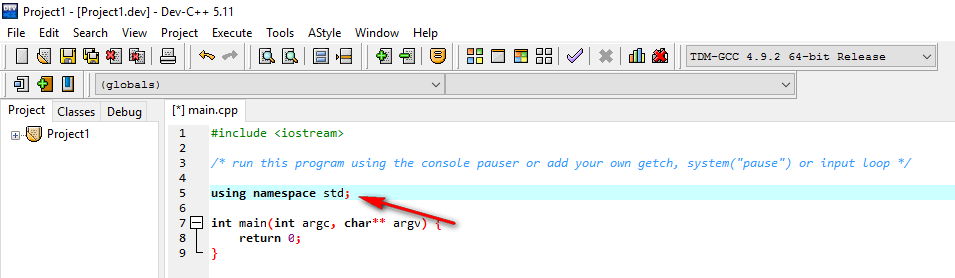 Project1 - [Project1.dev] - Dev-C++ 5.11
File Edit Search View Project Execute Tools AStyle Window Help
TDM-GCC 4.9.2 64-bit Release
(globals)
Project Classes Debug
[*] main.cpp
Project1
1 #include <iostream>
2
3 /* run this program using the console pauser or add your own getch, system("pause") or input loop */
4
5 using namespace std;
6
7 int main(int argc, char** argv) {
8 return 0;
9 }